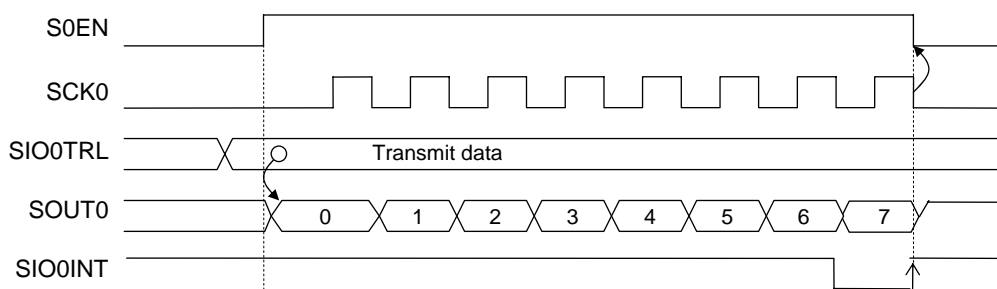 S0EN
SCK0
SIO0TRL
Transmit data
SOUT0
0 1 2 3 4 5 6 7
SIO0INT